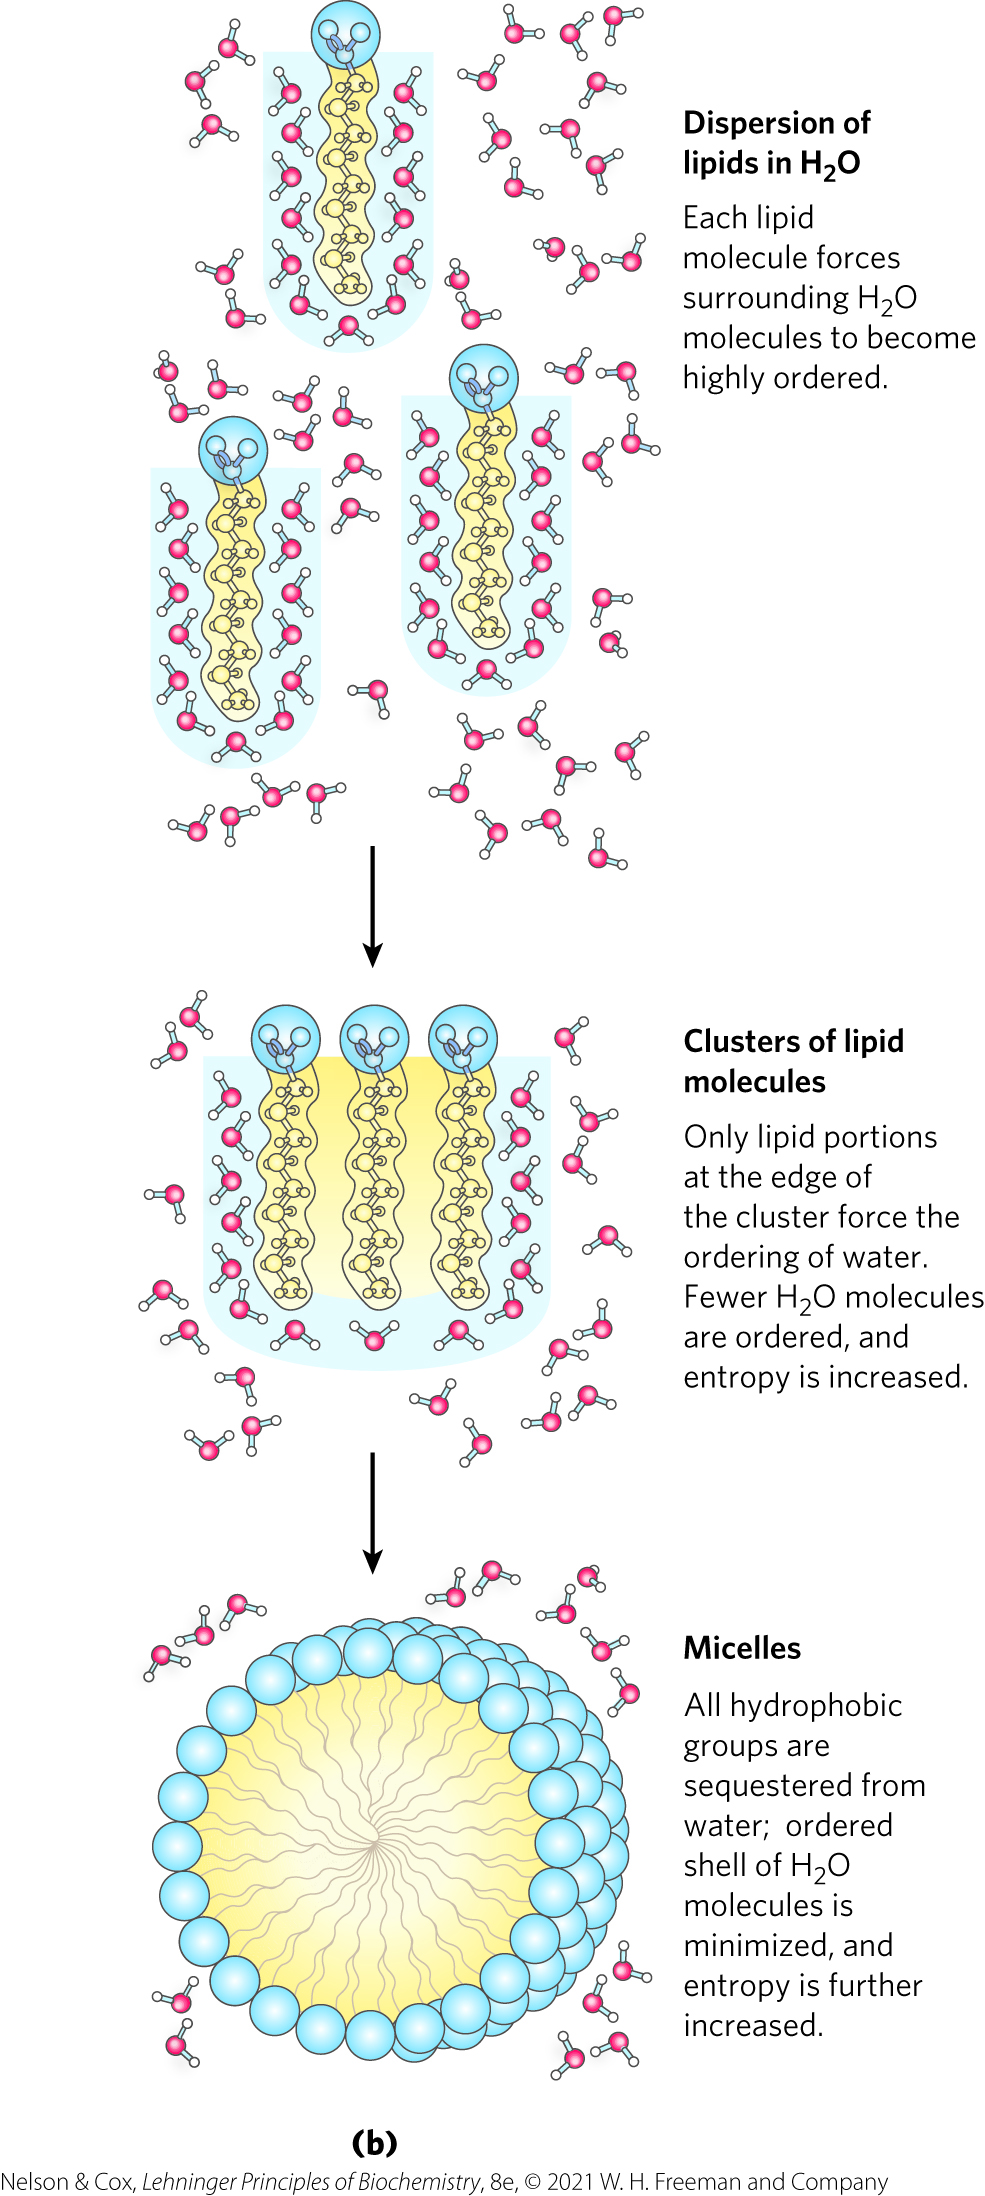 Dispersion of
lipids in H2O
Each lipid
molecule forces
surrounding H2O
molecules to become
highly ordered.
Clusters of lipid
molecules
Only lipid portions
at the edge of
the cluster force the
ordering of water.
Fewer H2O molecules
are ordered, and
entropy is increased.
Micelles
All hydrophobic
groups are
sequestered from
water; ordered
shell of H2O
molecules is
minimized, and
entropy is further
increased.
(b)
Nelson & Cox, Lehninger Principles of Biochemistry, 8e, © 2021 W. H. Freeman and Company